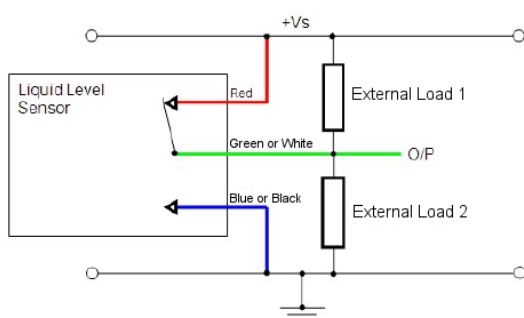 +Vs
Liquid Level
Sensor
Red
External Load 1
Green or White
O/P
Blue or Black
External Load 2